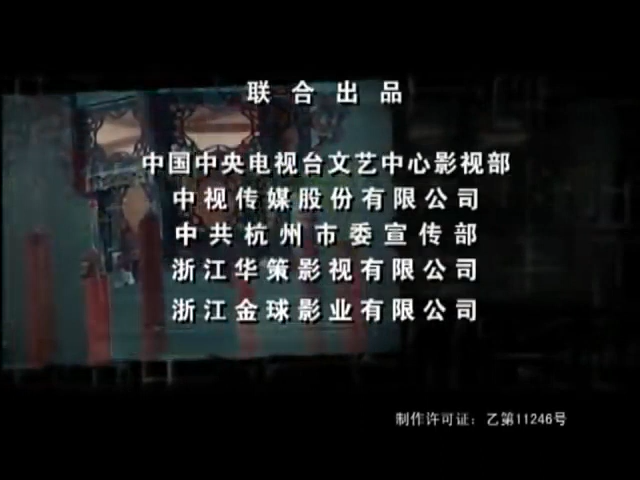 联合出品
中国中央电视台文艺中心影视部
中视传媒股份有限公司
中共杭州市委宣传部
浙江华策影视有限公司
浙江金球影业有限公司
制作许可证：乙第11246号